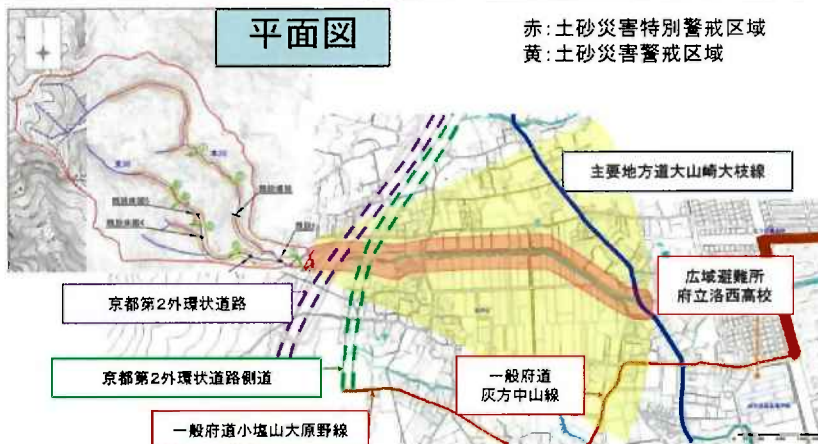 平面図
赤:土砂災害特別警戒区域
黄:土砂災害警戒区域
主要地方道大山崎大枝線
広域避難所
府立洛西高校
京都第2外環状道路
京都第2外環状道路側道
一般府道
灰方中山線
一般府道小塩山大原野線